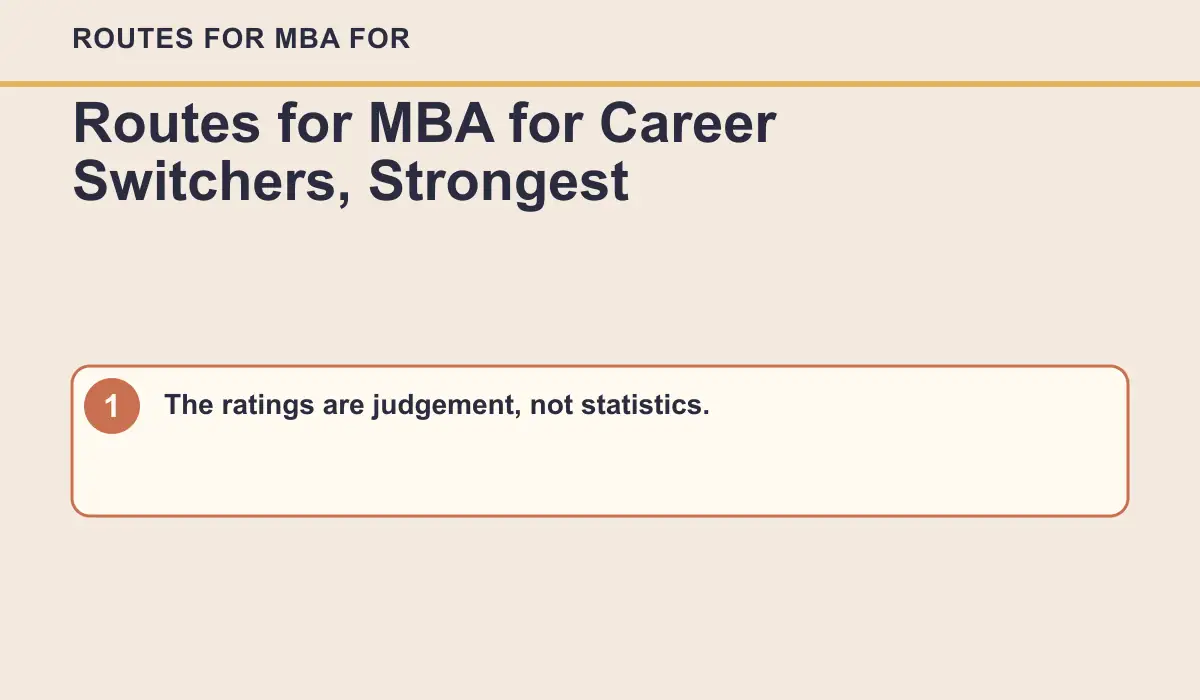 ROUTES FOR MBA FOR
Routes for MBA for Career
Switchers, Strongest
1 The ratings are judgement, not statistics.